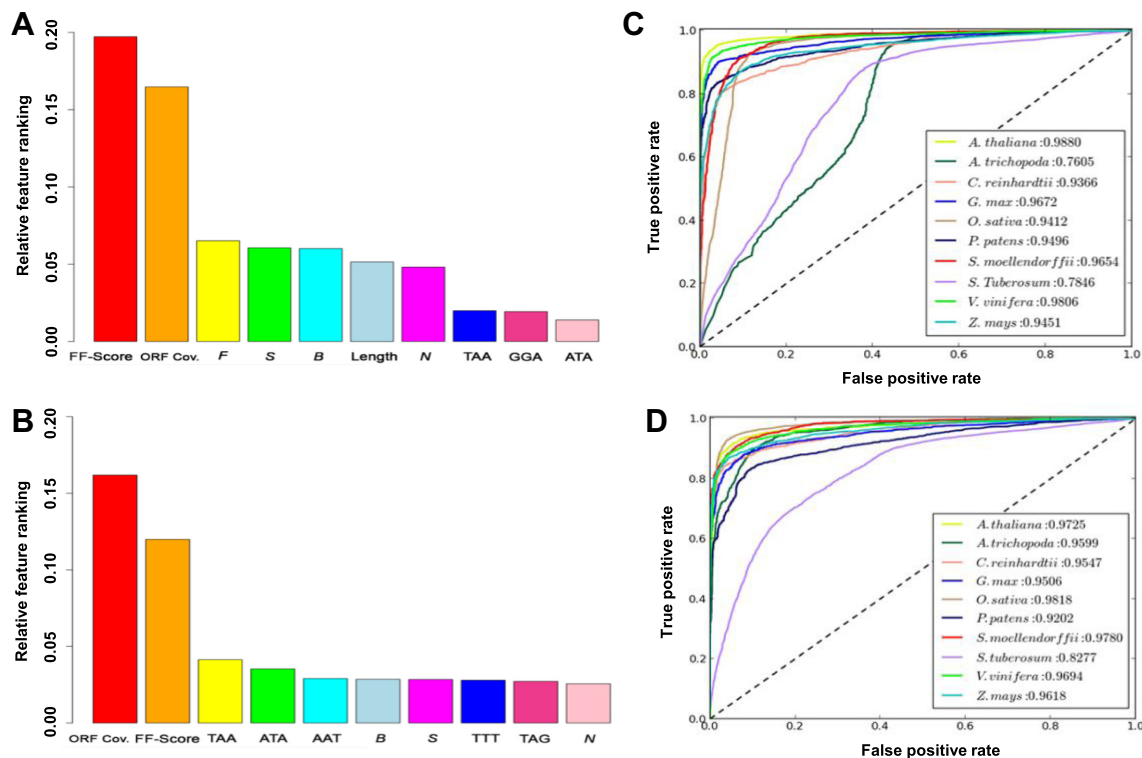 A
Relative feature ranking
0.20
0.15
0.10
0.05
0.00
FF-Score ORF Cov. F S B Length N TAA GGA ATA
C
True positive rate
1.0
0.8
0.6
0.4
0.2
0.0
0.0 0.2 0.4 0.6 0.8 1.0
False positive rate
A. thaliana :0.9880
A. trichopoda :0.7605
C. reinhardtii :0.9366
G. max :0.9672
O. sativa :0.9412
P. patens :0.9496
S. moellendorffii :0.9654
S. Tuberosum :0.7846
V. vinifera :0.9806
Z. mays :0.9451
B
Relative feature ranking
0.20
0.15
0.10
0.05
0.00
ORF Cov. FF-Score TAA ATA AAT B S TTT TAG N
D
True positive rate
1.0
0.8
0.6
0.4
0.2
0.0
0.0 0.2 0.4 0.6 0.8 1.0
False positive rate
A. thaliana :0.9725
A. trichopoda :0.9599
C. reinhardtii :0.9547
G. max :0.9506
O. sativa :0.9818
P. patens :0.9202
S. moellendorffii :0.9780
S. tuberosum :0.8277
V. vinifera :0.9694
Z. mays :0.9618